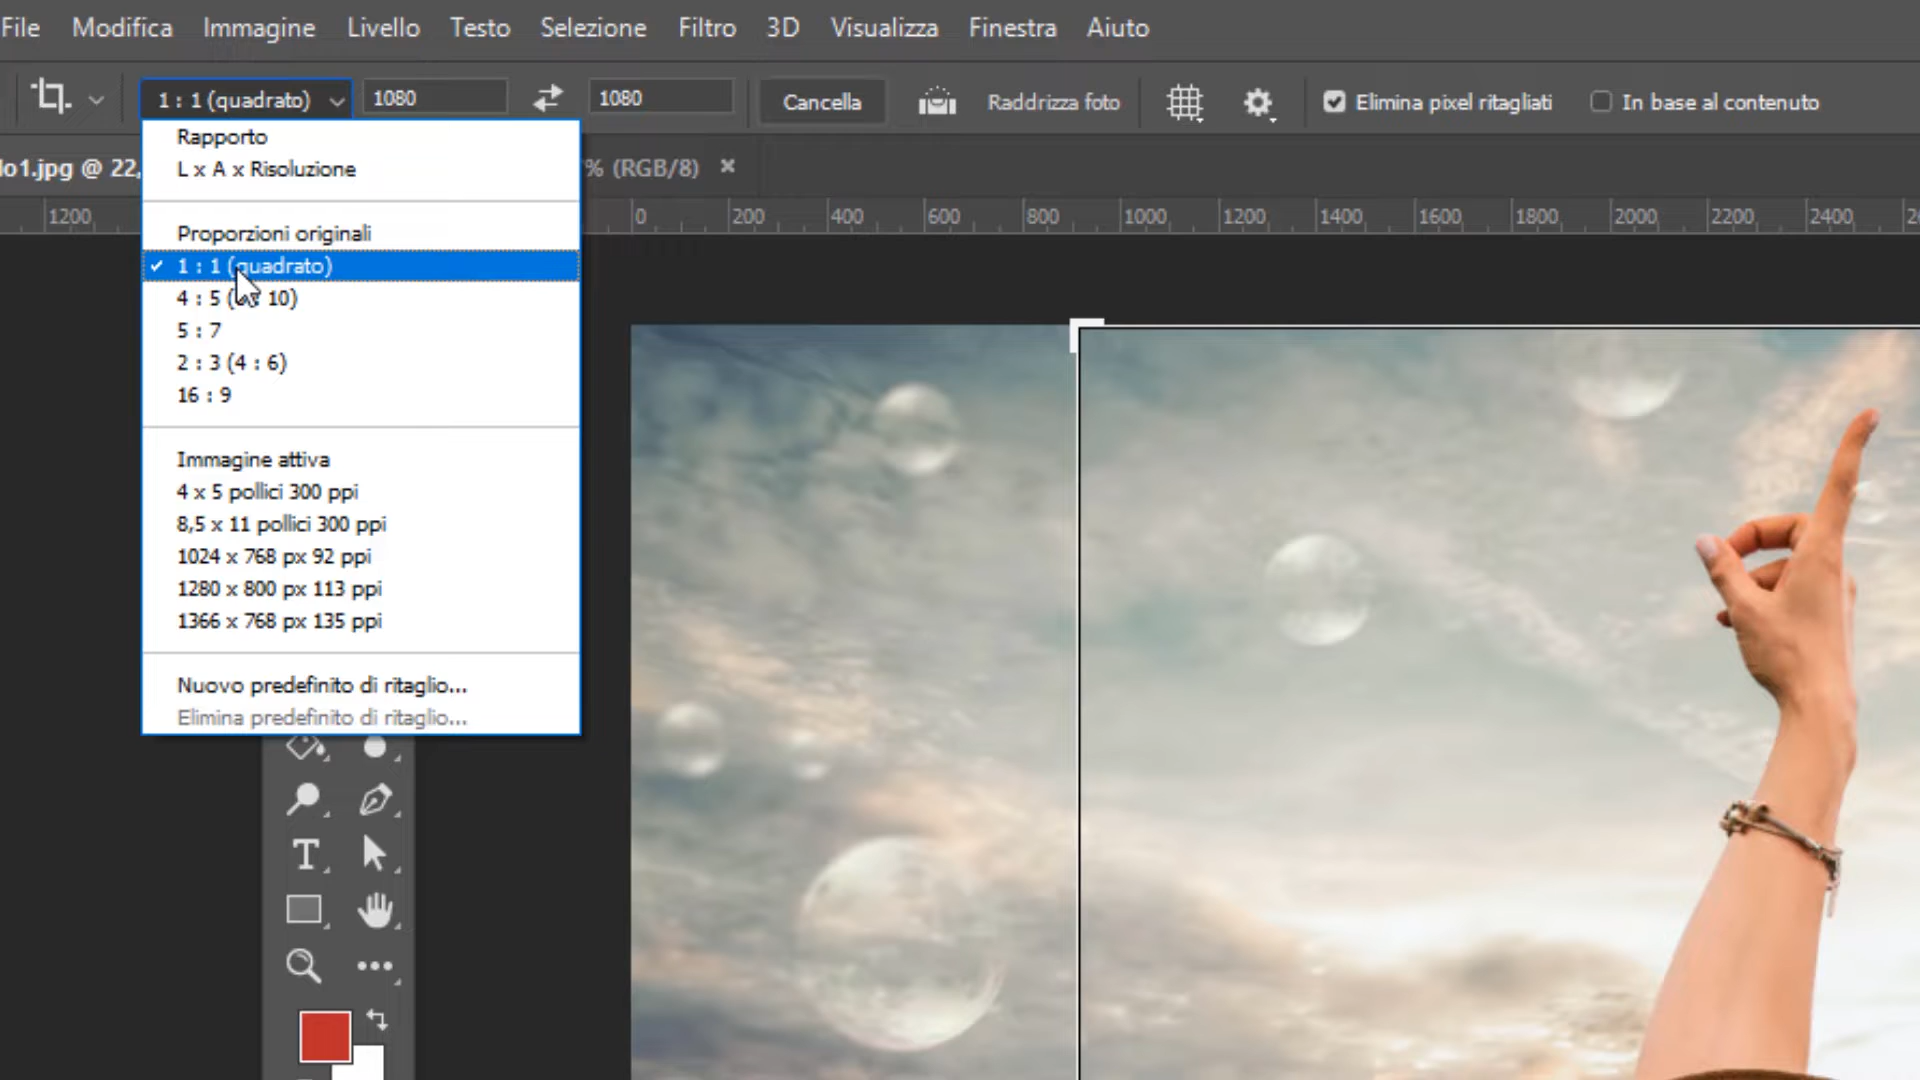 File Modifica Immagine Livello Testo Selezione Filtro 3D Visualizza Finestra Aiuto
1 : 1 (quadrato) 1080 1080 Cancella Raddrizza foto Elimina pixel ritagliati In base al contenuto
lo1.jpg @ 22, % (RGB/8)
1200 0 200 400 600 800 1000 1200 1400 1600 1800 2000 2200 2400
Rapporto
L x A x Risoluzione
Proporzioni originali
1 : 1 (quadrato)
4 : 5 ( 10)
5 : 7
2 : 3 (4 : 6)
16 : 9
Immagine attiva
4 x 5 pollici 300 ppi
8,5 x 11 pollici 300 ppi
1024 x 768 px 92 ppi
1280 x 800 px 113 ppi
1366 x 768 px 135 ppi
Nuovo predefinito di ritaglio...
Elimina predefinito di ritaglio...